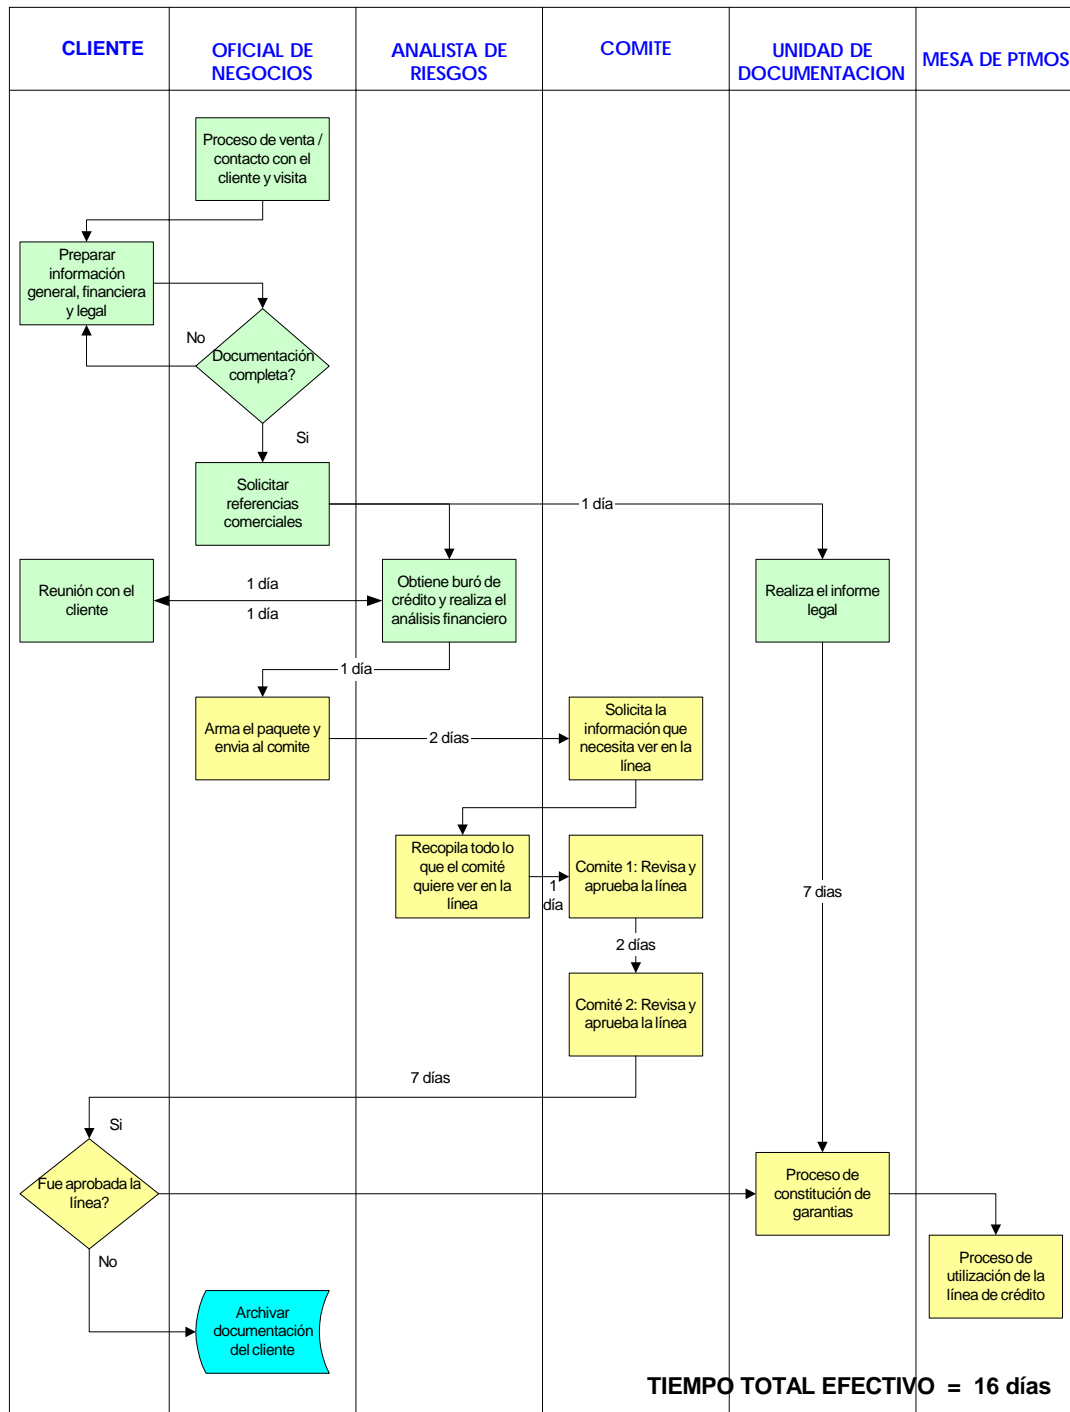 CLIENTE
OFICIAL DE
NEGOCIOS
ANALISTA DE
RIESGOS
COMITE
UNIDAD DE
DOCUMENTACION
MESA DE PTMOS
Proceso de venta /
contacto con el
cliente y visita
Preparar
información
general, financiera
y legal
No
Documentación
completa?
Si
Solicitar
referencias
comerciales
1 día
Reunión con el
cliente
1 día
1 día
Obtiene buró de
crédito y realiza el
análisis financiero
Realiza el informe
legal
1 día
Arma el paquete y
envia al comite
2 días
Solicita la
información que
necesita ver en la
línea
Recopila todo lo
que el comité
quiere ver en la
línea
1
día
Comite 1: Revisa y
aprueba la línea
7 dias
2 días
Comité 2: Revisa y
aprueba la línea
7 días
Si
Fue aprobada la
línea?
Proceso de
constitución de
garantias
No
Proceso de
utilización de la
línea de crédito
Archivar
documentación
del cliente
TIEMPO TOTAL EFECTIVO = 16 días